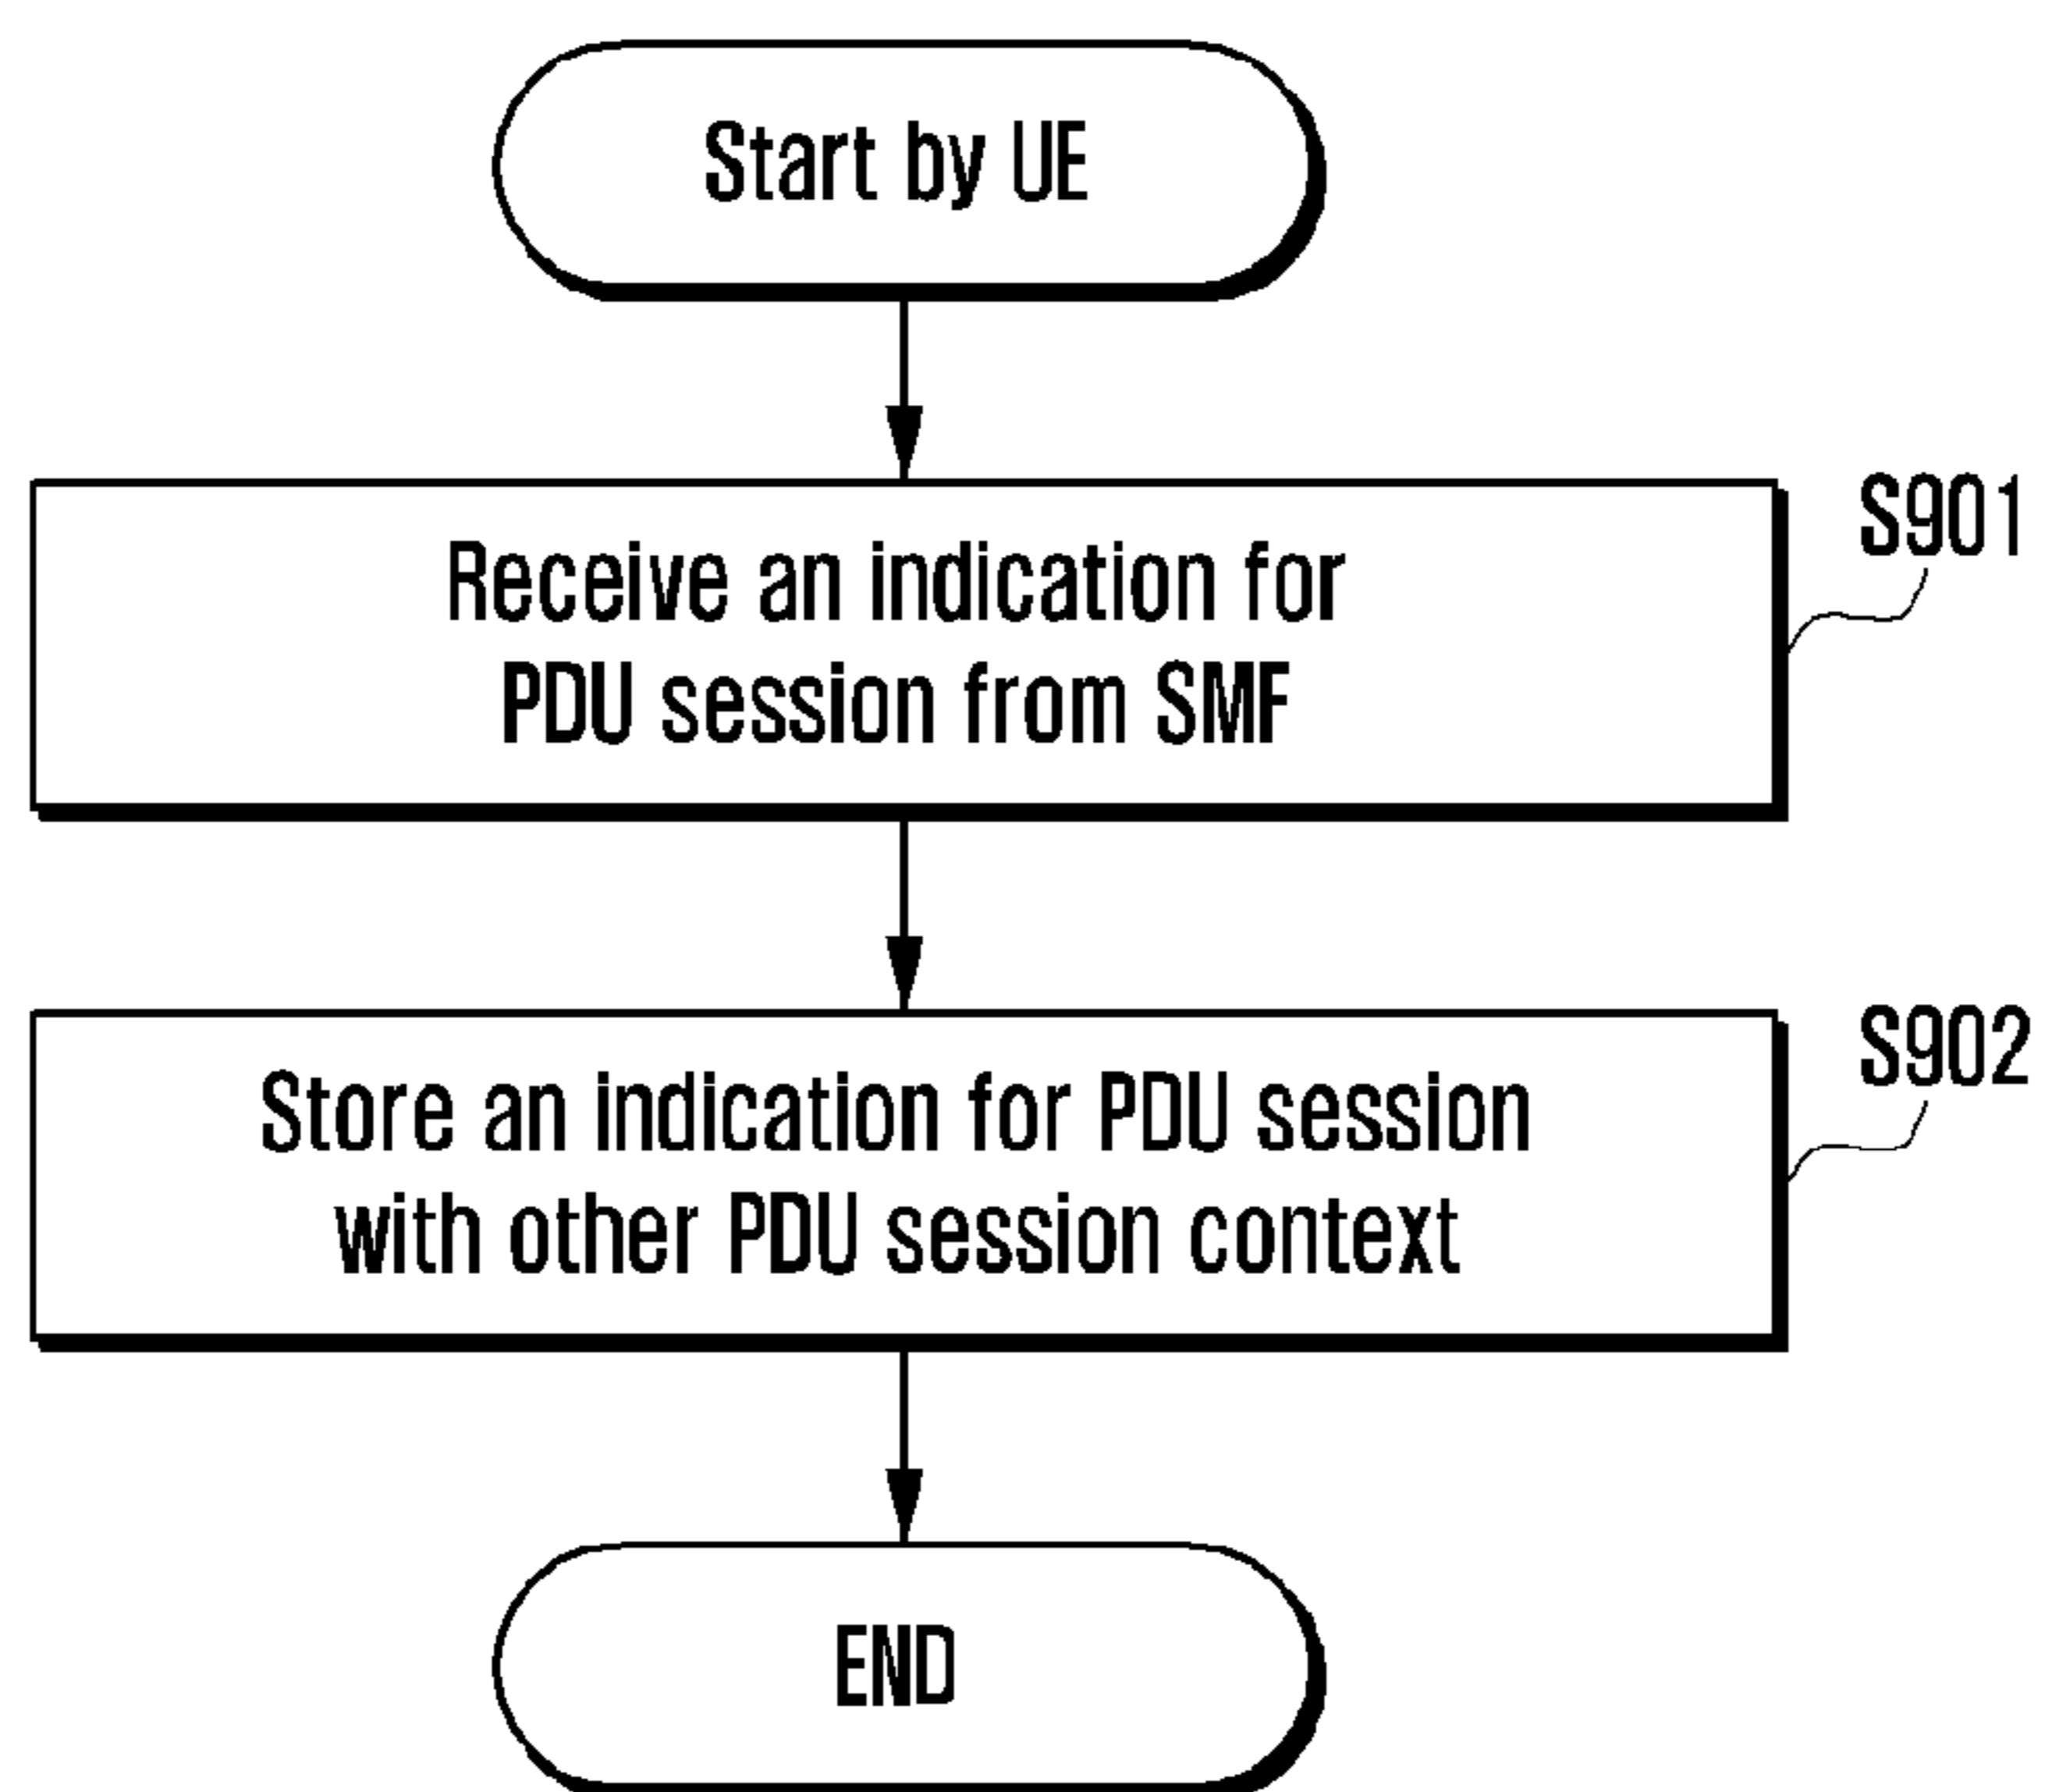 Start by UE
S901
Receive an indication for
PDU session from SMF
S902
Store an indication for PDU session
with other PDU session context
END